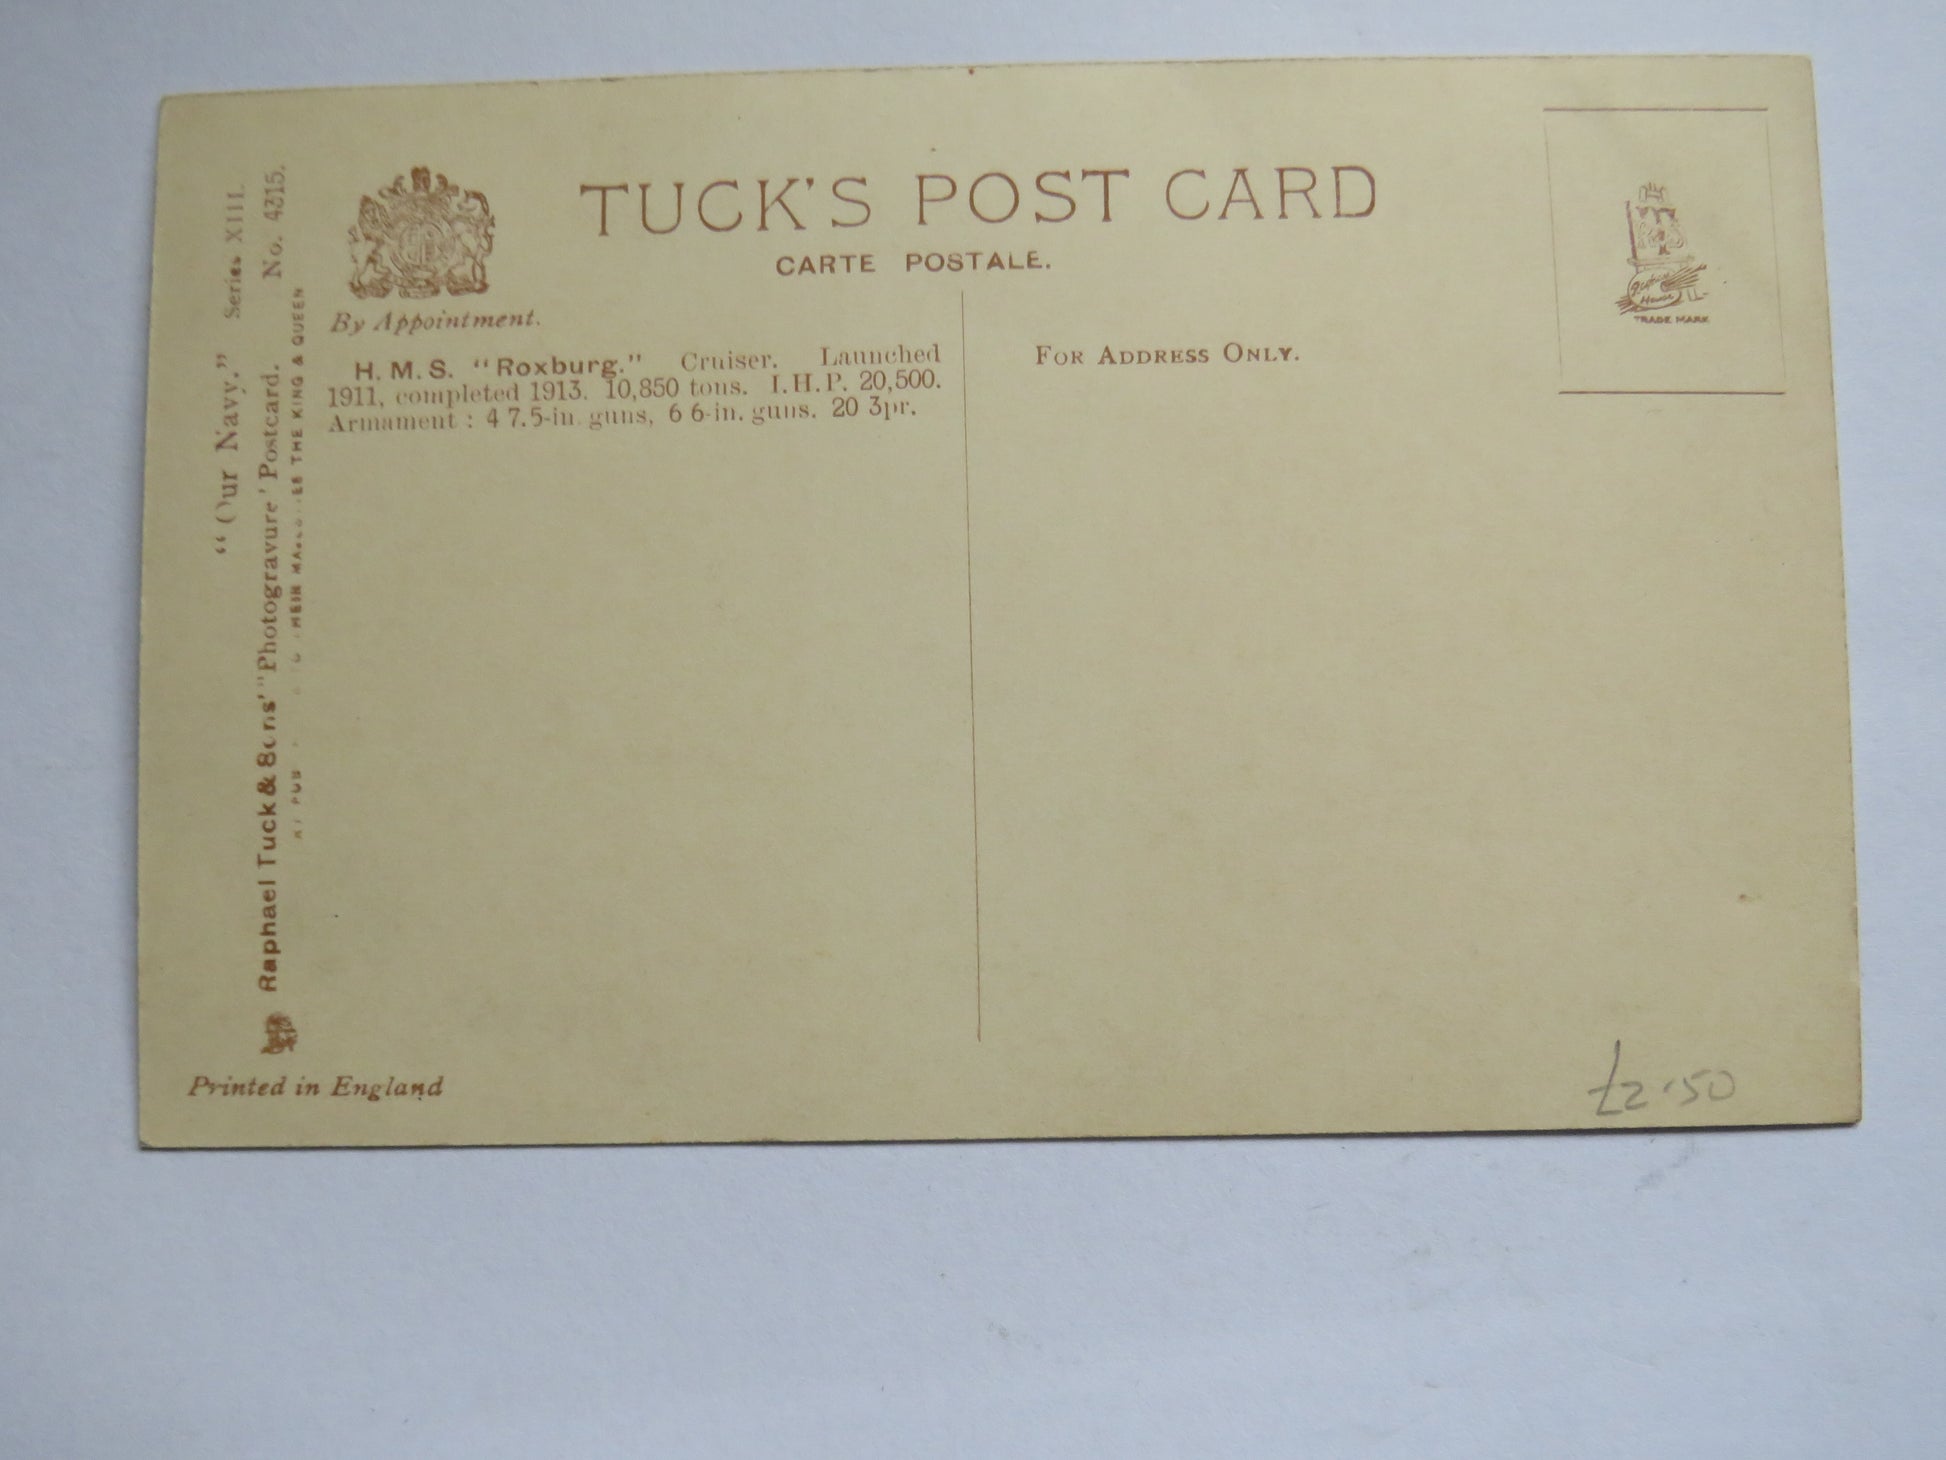 TUCK'S POST CARD
CARTE POSTALE.
By Appointment.
H. M. S. "Roxburg." Cruiser. Launched
1911, completed 1913. 10,850 tons. I.H.P. 20,500.
Armament : 4 7.5-in. guns, 6 6-in. guns. 20 3pr.
FOR ADDRESS ONLY.
Raphael House
TRADE MARK
"Our Navy." Series XIII.
Raphael Tuck & Sons' "Photogravure" Postcard. No. 4315.
THE KING & QUEEN
Printed in England
£2.50